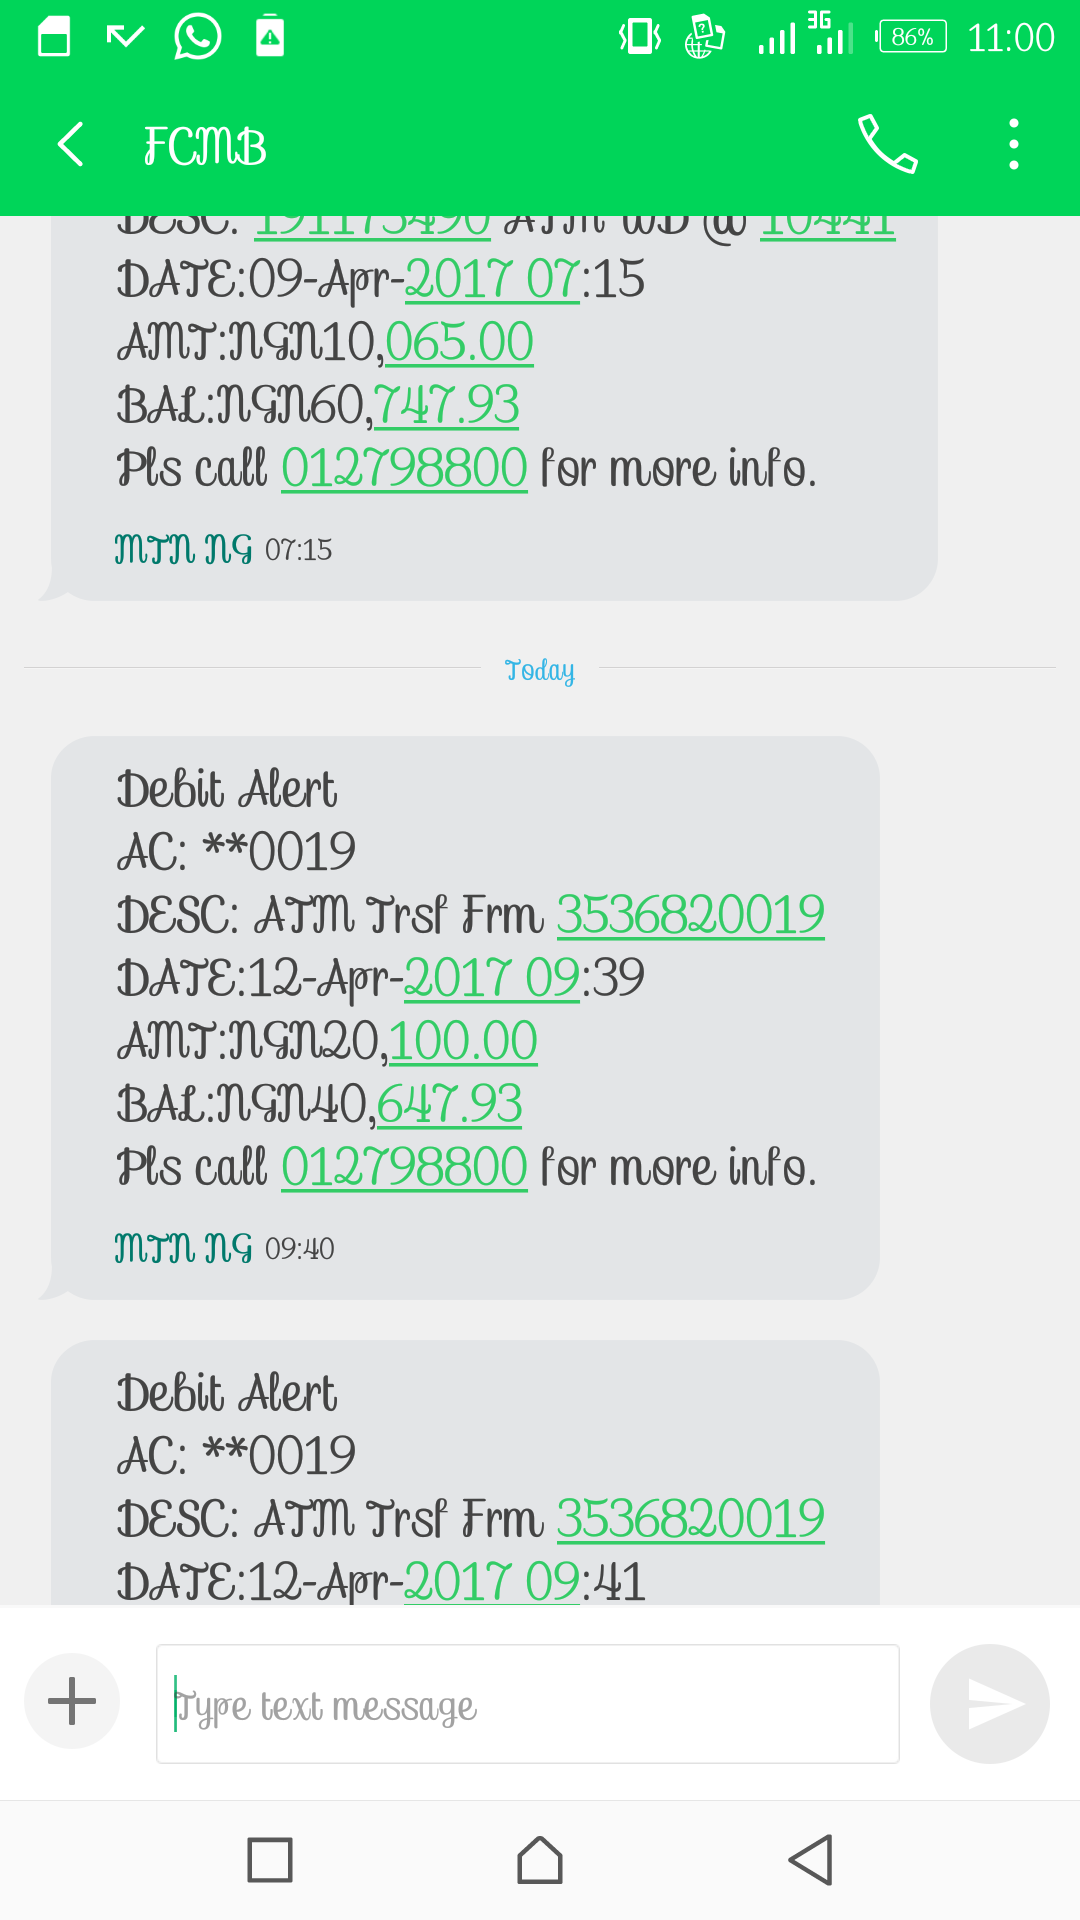 3G 86% 11:00
FCMB
DESC: 191173490 ATM WD @ 10441
DATE:09-Apr-2017 07:15
AMT:NGN10,065.00
BAL:NGN60,747.93
Pls call 012798800 for more info.
MTN NG 07:15
Today
Debit Alert
AC: **0019
DESC: ATM Trsf Frm 3536820019
DATE:12-Apr-2017 09:39
AMT:NGN20,100.00
BAL:NGN40,647.93
Pls call 012798800 for more info.
MTN NG 09:40
Debit Alert
AC: **0019
DESC: ATM Trsf Frm 3536820019
DATE:12-Apr-2017 09:41
Type text message